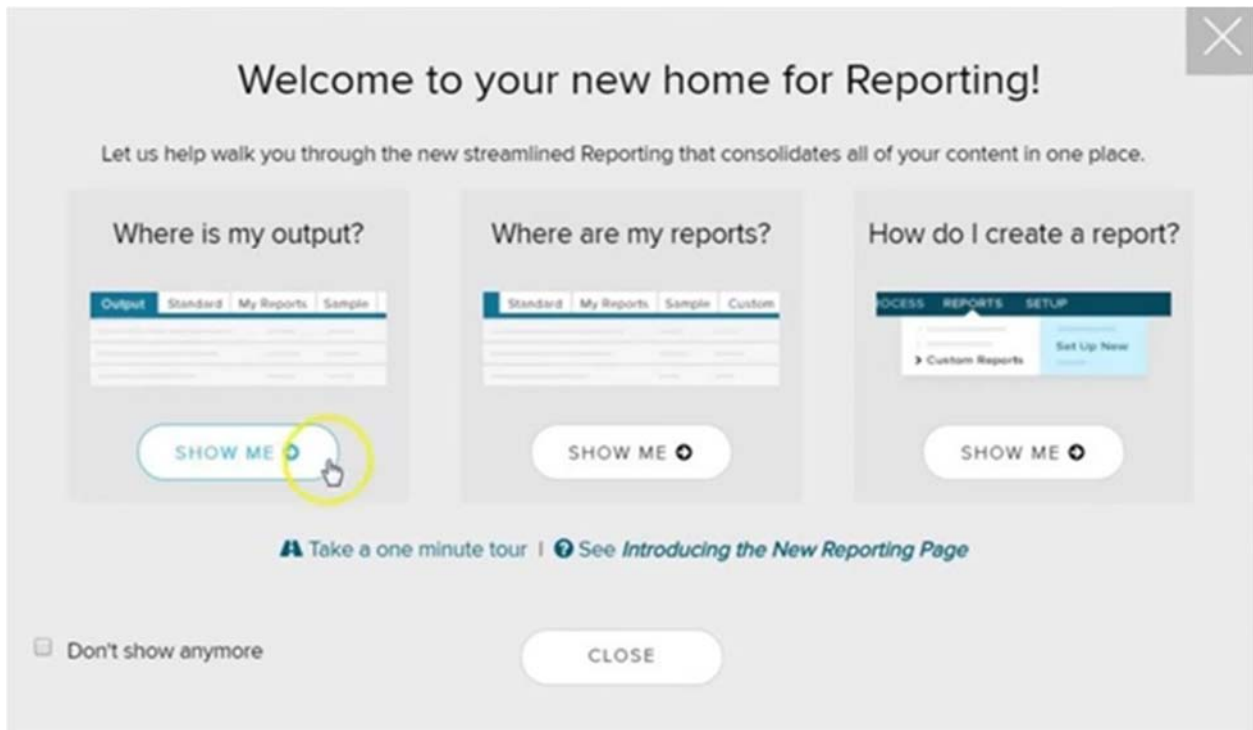 Welcome to your new home for Reporting!
Let us help walk you through the new streamlined Reporting that consolidates all of your content in one place.
Where is my output?
Output Standard My Reports Sample
SHOW ME
Where are my reports?
Standard My Reports Sample Custom
SHOW ME
How do I create a report?
OCESS REPORTS SETUP
Set Up New
Custom Reports
SHOW ME
Take a one minute tour | See Introducing the New Reporting Page
Don't show anymore
CLOSE